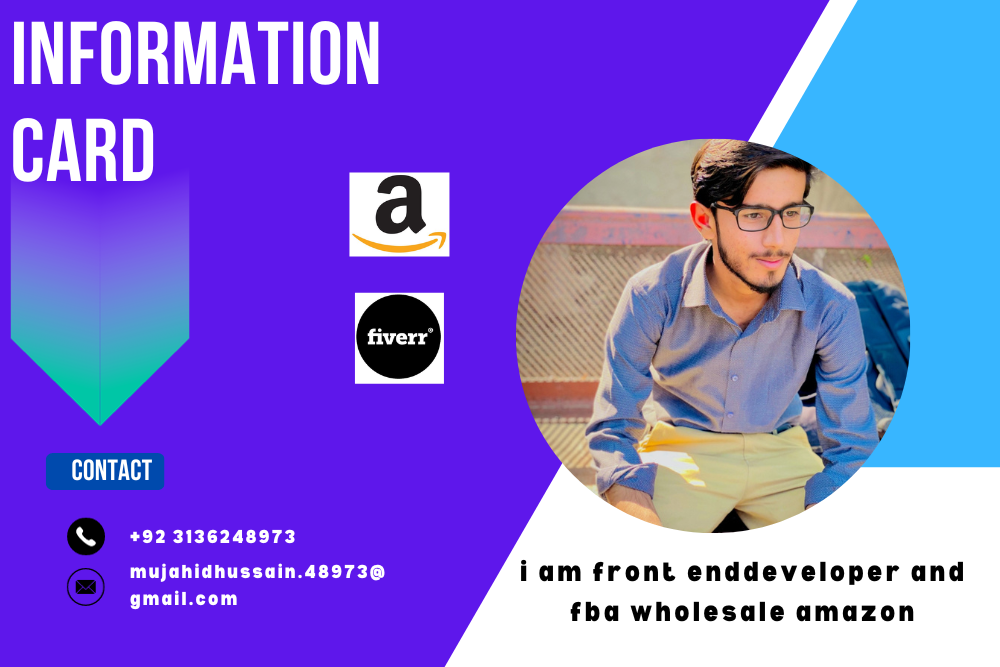 INFORMATION
CARD
a
fiverr®
CONTACT
+92 3136248973
mujahidhussain.48973@
gmail.com
i am front enddeveloper and
fba wholesale amazon